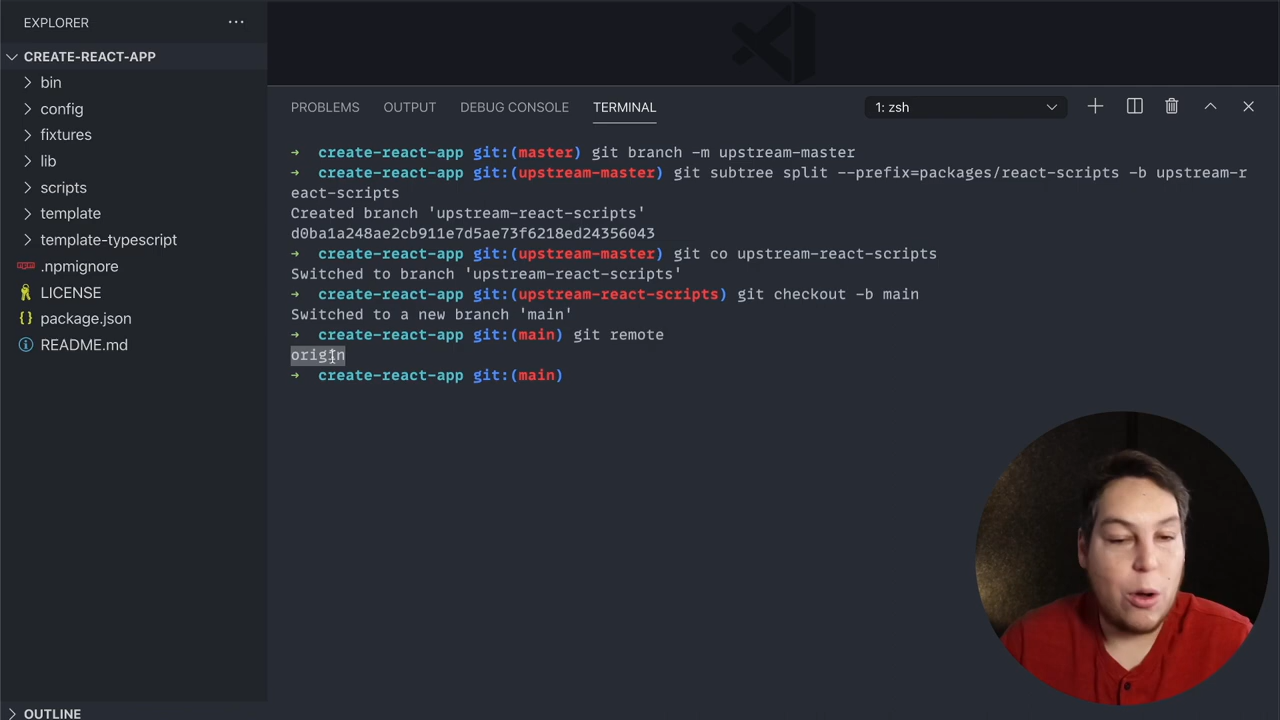 EXPLORER
CREATE-REACT-APP
bin
config
fixtures
lib
scripts
template
template-typescript
.npmignore
LICENSE
package.json
README.md
OUTLINE
PROBLEMS OUTPUT DEBUG CONSOLE TERMINAL 1: zsh
→ create-react-app git:(master) git branch -m upstream-master
→ create-react-app git:(upstream-master) git subtree split --prefix=packages/react-scripts -b upstream-r
eact-scripts
Created branch 'upstream-react-scripts'
d0ba1a248ae2cb911e7d5ae73f6218ed24356043
→ create-react-app git:(upstream-master) git co upstream-react-scripts
Switched to branch 'upstream-react-scripts'
→ create-react-app git:(upstream-react-scripts) git checkout -b main
Switched to a new branch 'main'
→ create-react-app git:(main) git remote
origin
→ create-react-app git:(main)